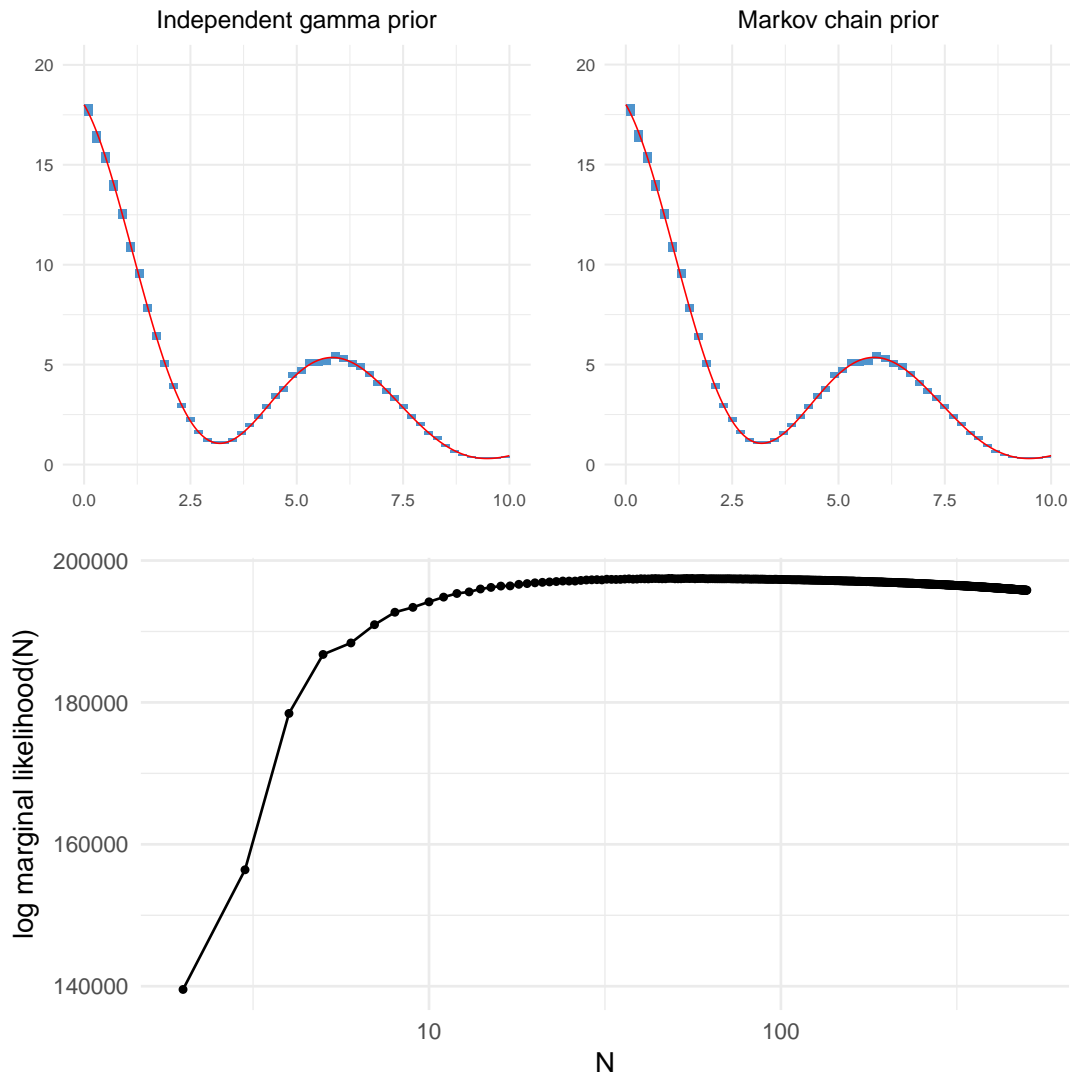 Independent gamma prior
Markov chain prior
20
15
10
5
0
0.0 2.5 5.0 7.5 10.0
20
15
10
5
0
0.0 2.5 5.0 7.5 10.0
log marginal likelihood(N)
200000
180000
160000
140000
10 100
N